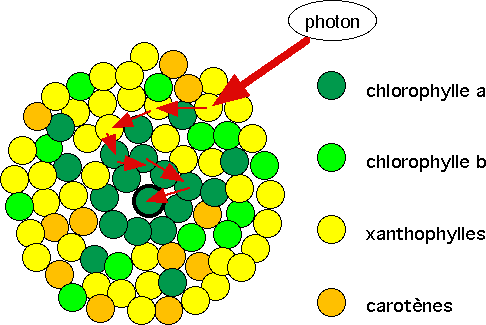 photon
chlorophylle a
chlorophylle b
xanthophylles
carotènes